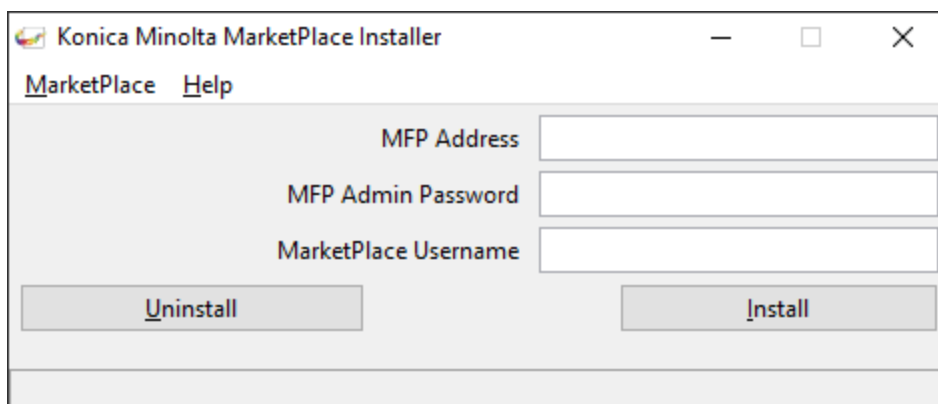 Konica Minolta MarketPlace Installer
MarketPlace Help
MFP Address
MFP Admin Password
MarketPlace Username
Uninstall Install